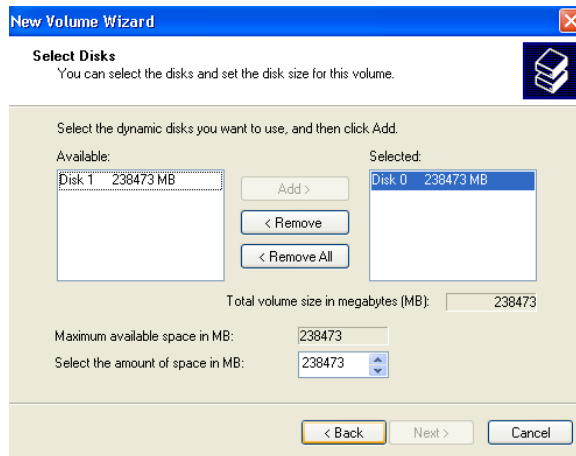 New Volume Wizard
Select Disks
You can select the disks and set the disk size for this volume.
Select the dynamic disks you want to use, and then click Add.
Available:
Selected:
Disk 1 238473 MB
Add >
Disk 0 238473 MB
< Remove
< Remove All
Total volume size in megabytes (MB): 238473
Maximum available space in MB: 238473
Select the amount of space in MB: 238473
< Back Next > Cancel